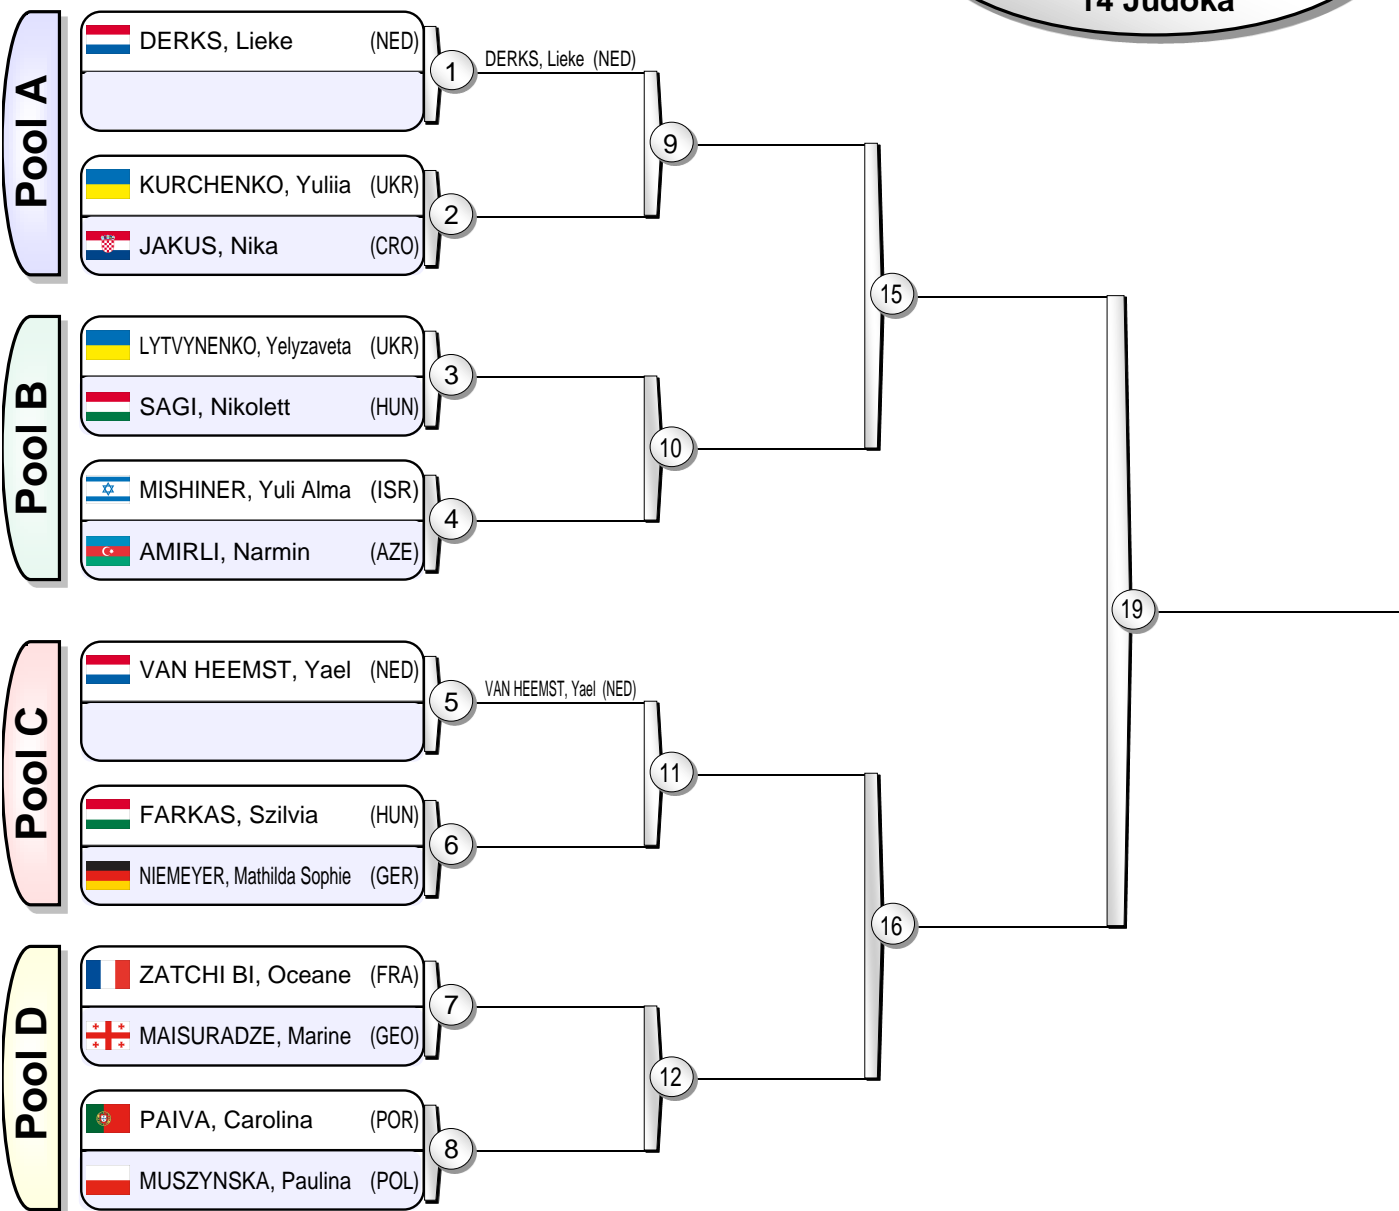 14 Judoka
Pool A
DERKS, Lieke (NED)
1
DERKS, Lieke (NED)
9
KURCHENKO, Yuliia (UKR)
2
JAKUS, Nika (CRO)
15
Pool B
LYTVYNENKO, Yelyzaveta (UKR)
3
SAGI, Nikolett (HUN)
10
MISHINER, Yuli Alma (ISR)
4
AMIRLI, Narmin (AZE)
19
Pool C
VAN HEEMST, Yael (NED)
5
VAN HEEMST, Yael (NED)
11
FARKAS, Szilvia (HUN)
6
NIEMEYER, Mathilda Sophie (GER)
16
Pool D
ZATCHI BI, Oceane (FRA)
7
MAISURADZE, Marine (GEO)
12
PAIVA, Carolina (POR)
8
MUSZYNSKA, Paulina (POL)